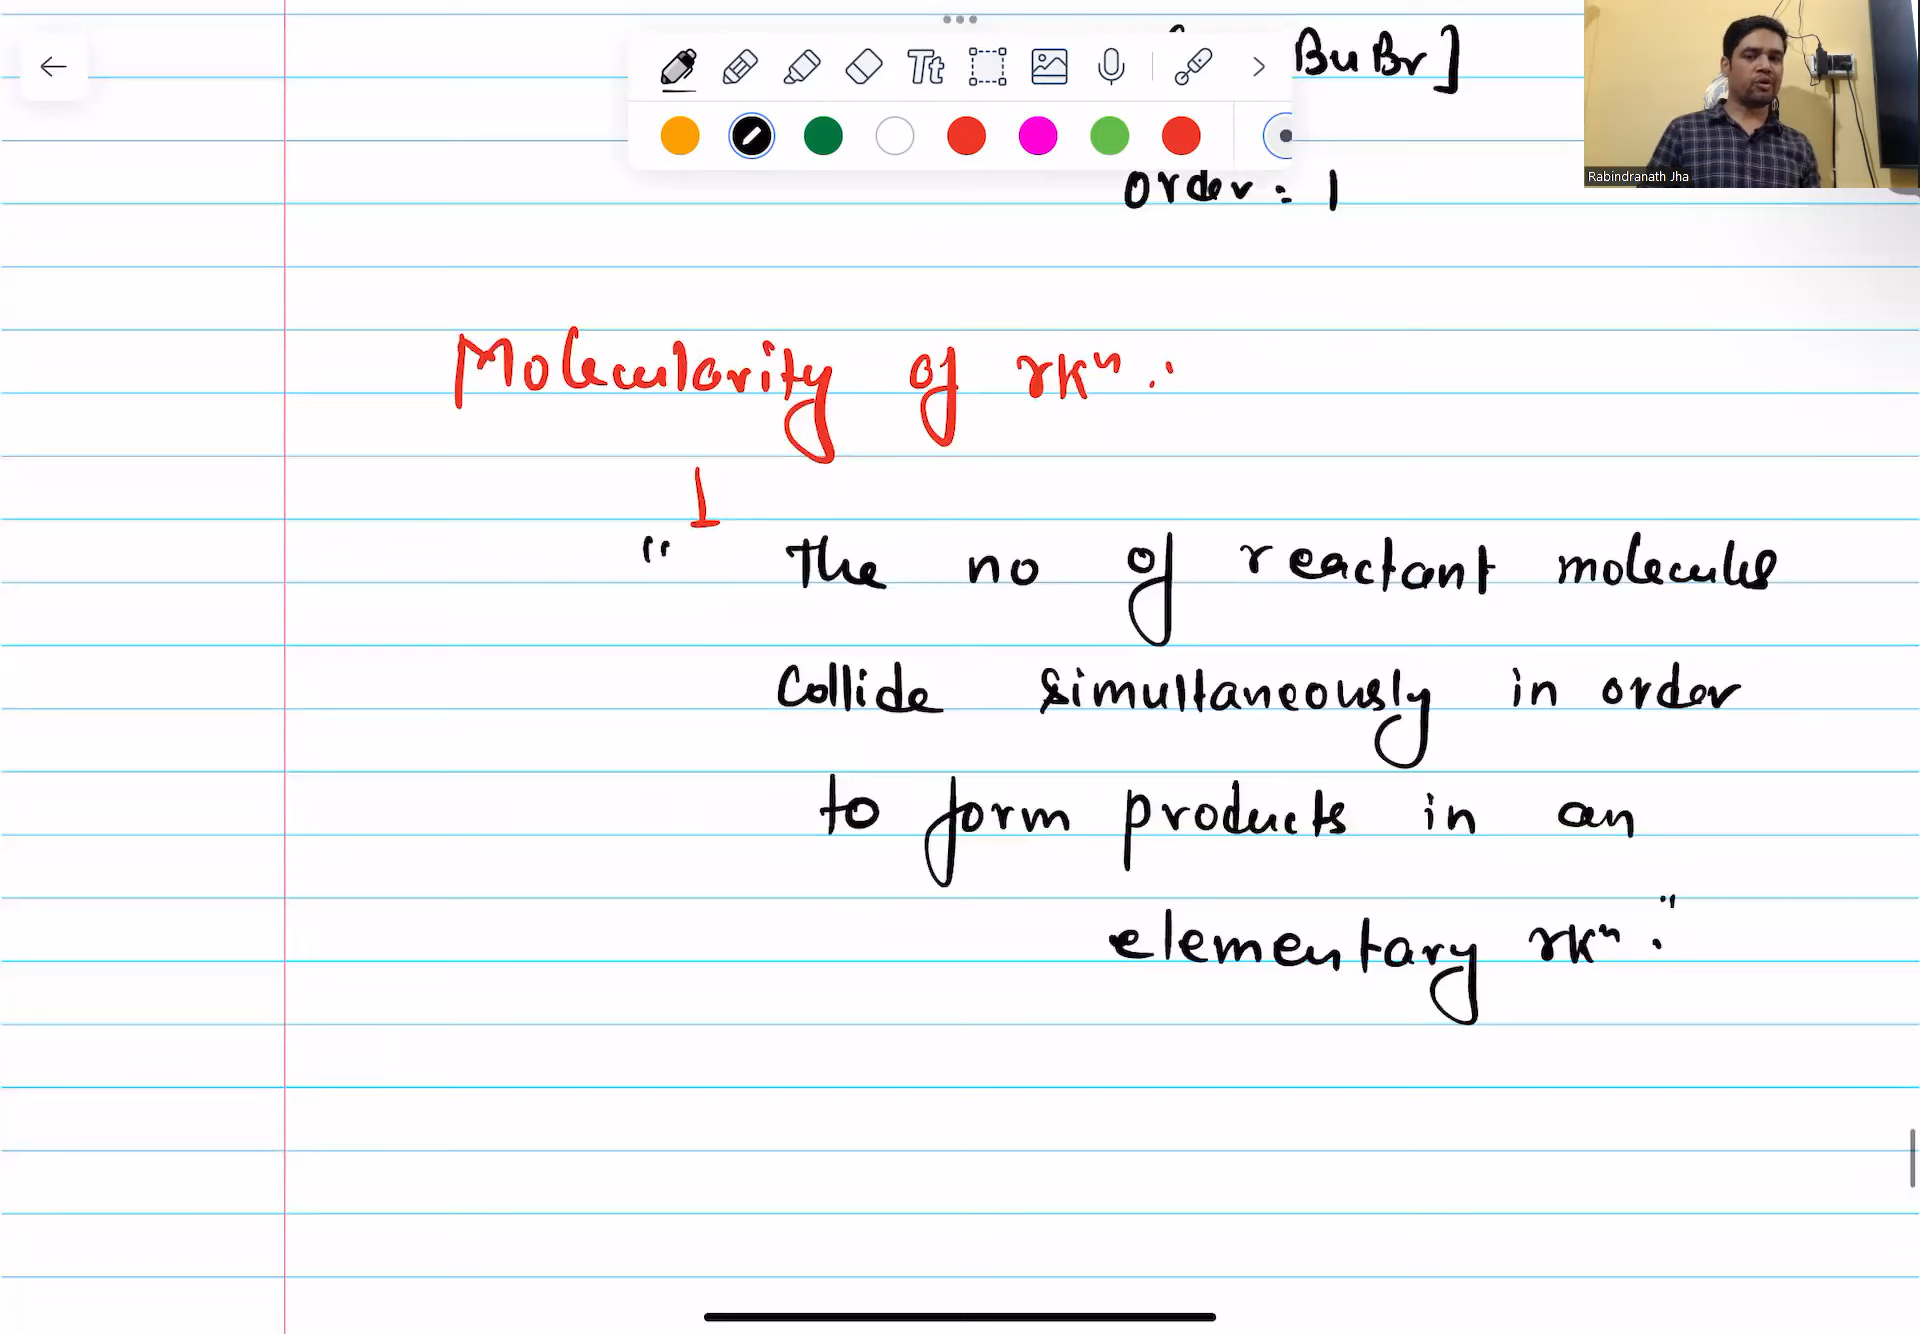 BuBr]
Tt
Rabindranath Jha
order : 1
Molecularity of rxⁿ :
" The no of reactant molecules
collide simultaneously in order
to form products in an
elementary rxⁿ . "